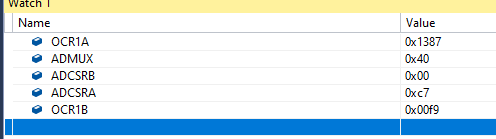 Watch 1
Name Value
OCR1A 0x1387
ADMUX 0x40
ADCSRB 0x00
ADCSRA 0xc7
OCR1B 0x00f9